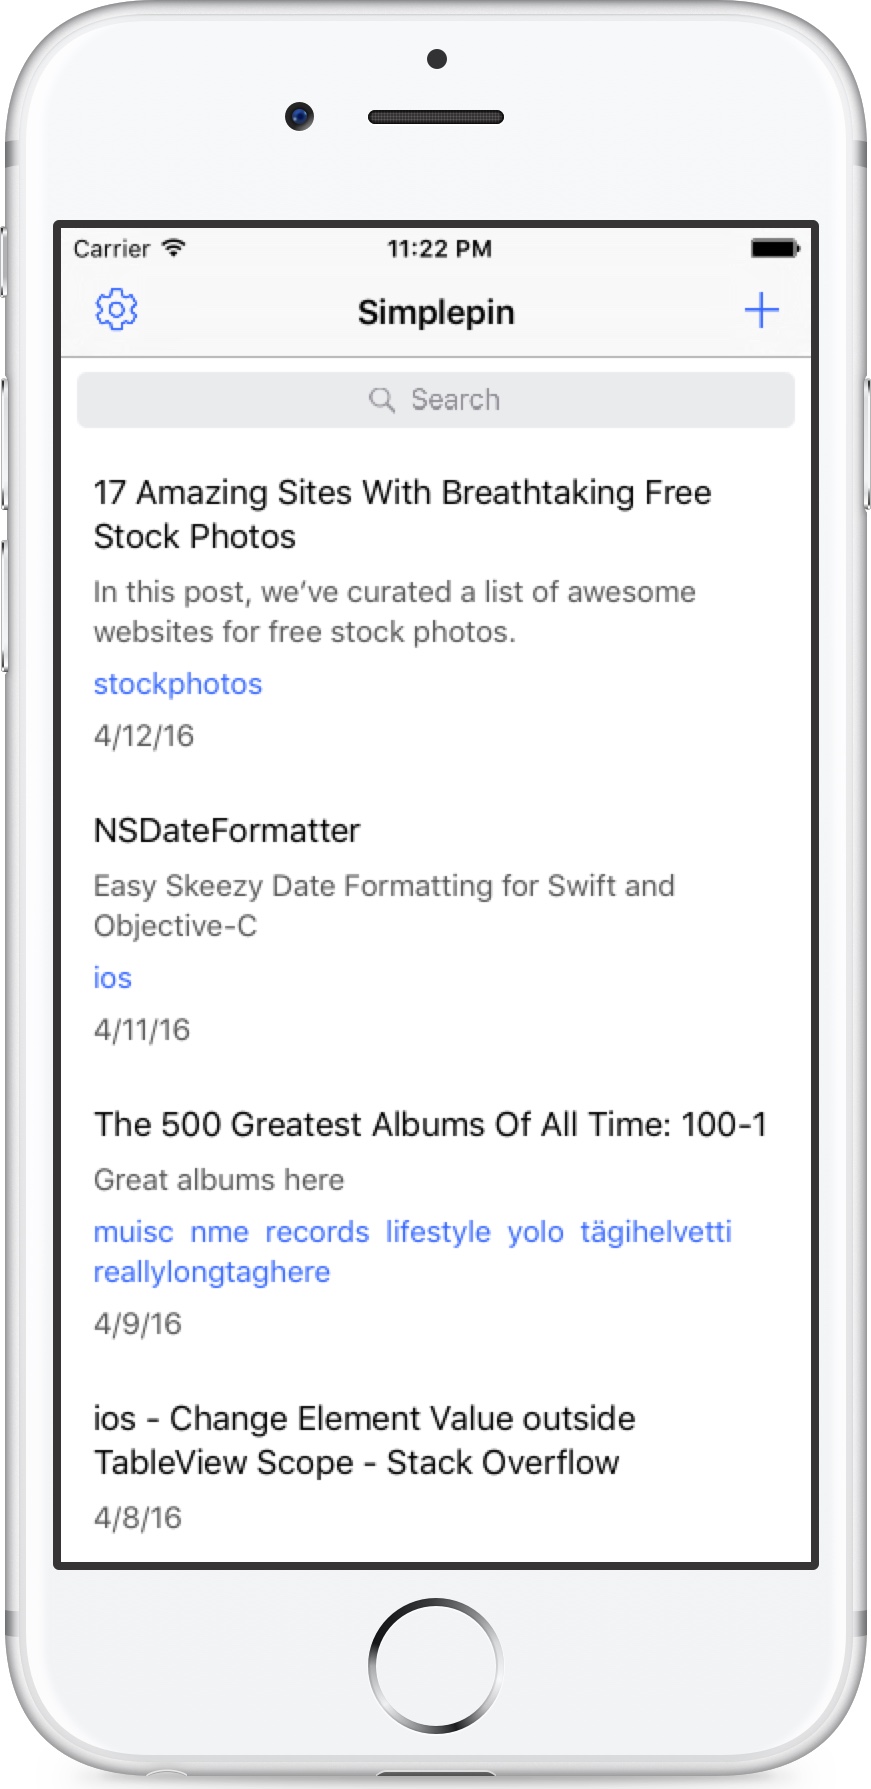 Carrier 11:22 PM
Simplepin
Search
17 Amazing Sites With Breathtaking Free
Stock Photos
In this post, we’ve curated a list of awesome
websites for free stock photos.
stockphotos
4/12/16
NSDateFormatter
Easy Skeezy Date Formatting for Swift and
Objective-C
ios
4/11/16
The 500 Greatest Albums Of All Time: 100-1
Great albums here
muisc nme records lifestyle yolo tägihelvetti
reallylongtaghere
4/9/16
ios - Change Element Value outside
TableView Scope - Stack Overflow
4/8/16